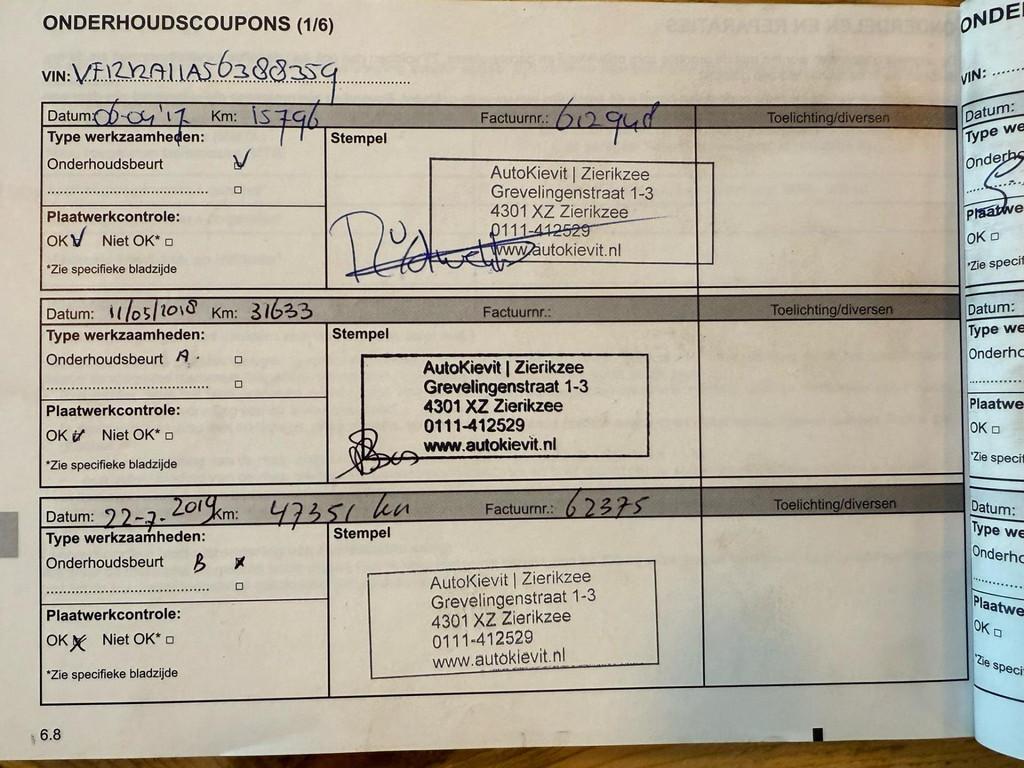 ONDERHOUDSCOUPONS (1/6)
VIN: VF12R2A11A56388359
Datum: 06-04'17 Km: 15796 Factuurnr.: Toelichting/diversen
Type werkzaamheden: Stempel
Onderhoudsbeurt
Plaatwerkcontrole:
OK Niet OK*
*Zie specifieke bladzijde
AutoKievit | Zierikzee
Grevelingenstraat 1-3
4301 XZ Zierikzee
0111-412529
www.autokievit.nl
Datum: 11/05/2018 Km: 31633 Factuurnr.: Toelichting/diversen
Type werkzaamheden: Stempel
Onderhoudsbeurt A.
Plaatwerkcontrole:
OK Niet OK*
*Zie specifieke bladzijde
AutoKievit | Zierikzee
Grevelingenstraat 1-3
4301 XZ Zierikzee
0111-412529
www.autokievit.nl
Datum: 22-7-2019 Km: 47351 km Factuurnr.: 62375 Toelichting/diversen
Type werkzaamheden: Stempel
Onderhoudsbeurt B
Plaatwerkcontrole:
OK Niet OK*
*Zie specifieke bladzijde
AutoKievit | Zierikzee
Grevelingenstraat 1-3
4301 XZ Zierikzee
0111-412529
www.autokievit.nl
6.8
ONDE
VIN:
Datum:
Type we
Onderh
Plaatwe
OK
*Zie specif
Datum:
Type we
Onderho
Plaatwe
OK
*Zie specif
Datum:
Type we
Onderho
Plaatwe
OK
*Zie speci